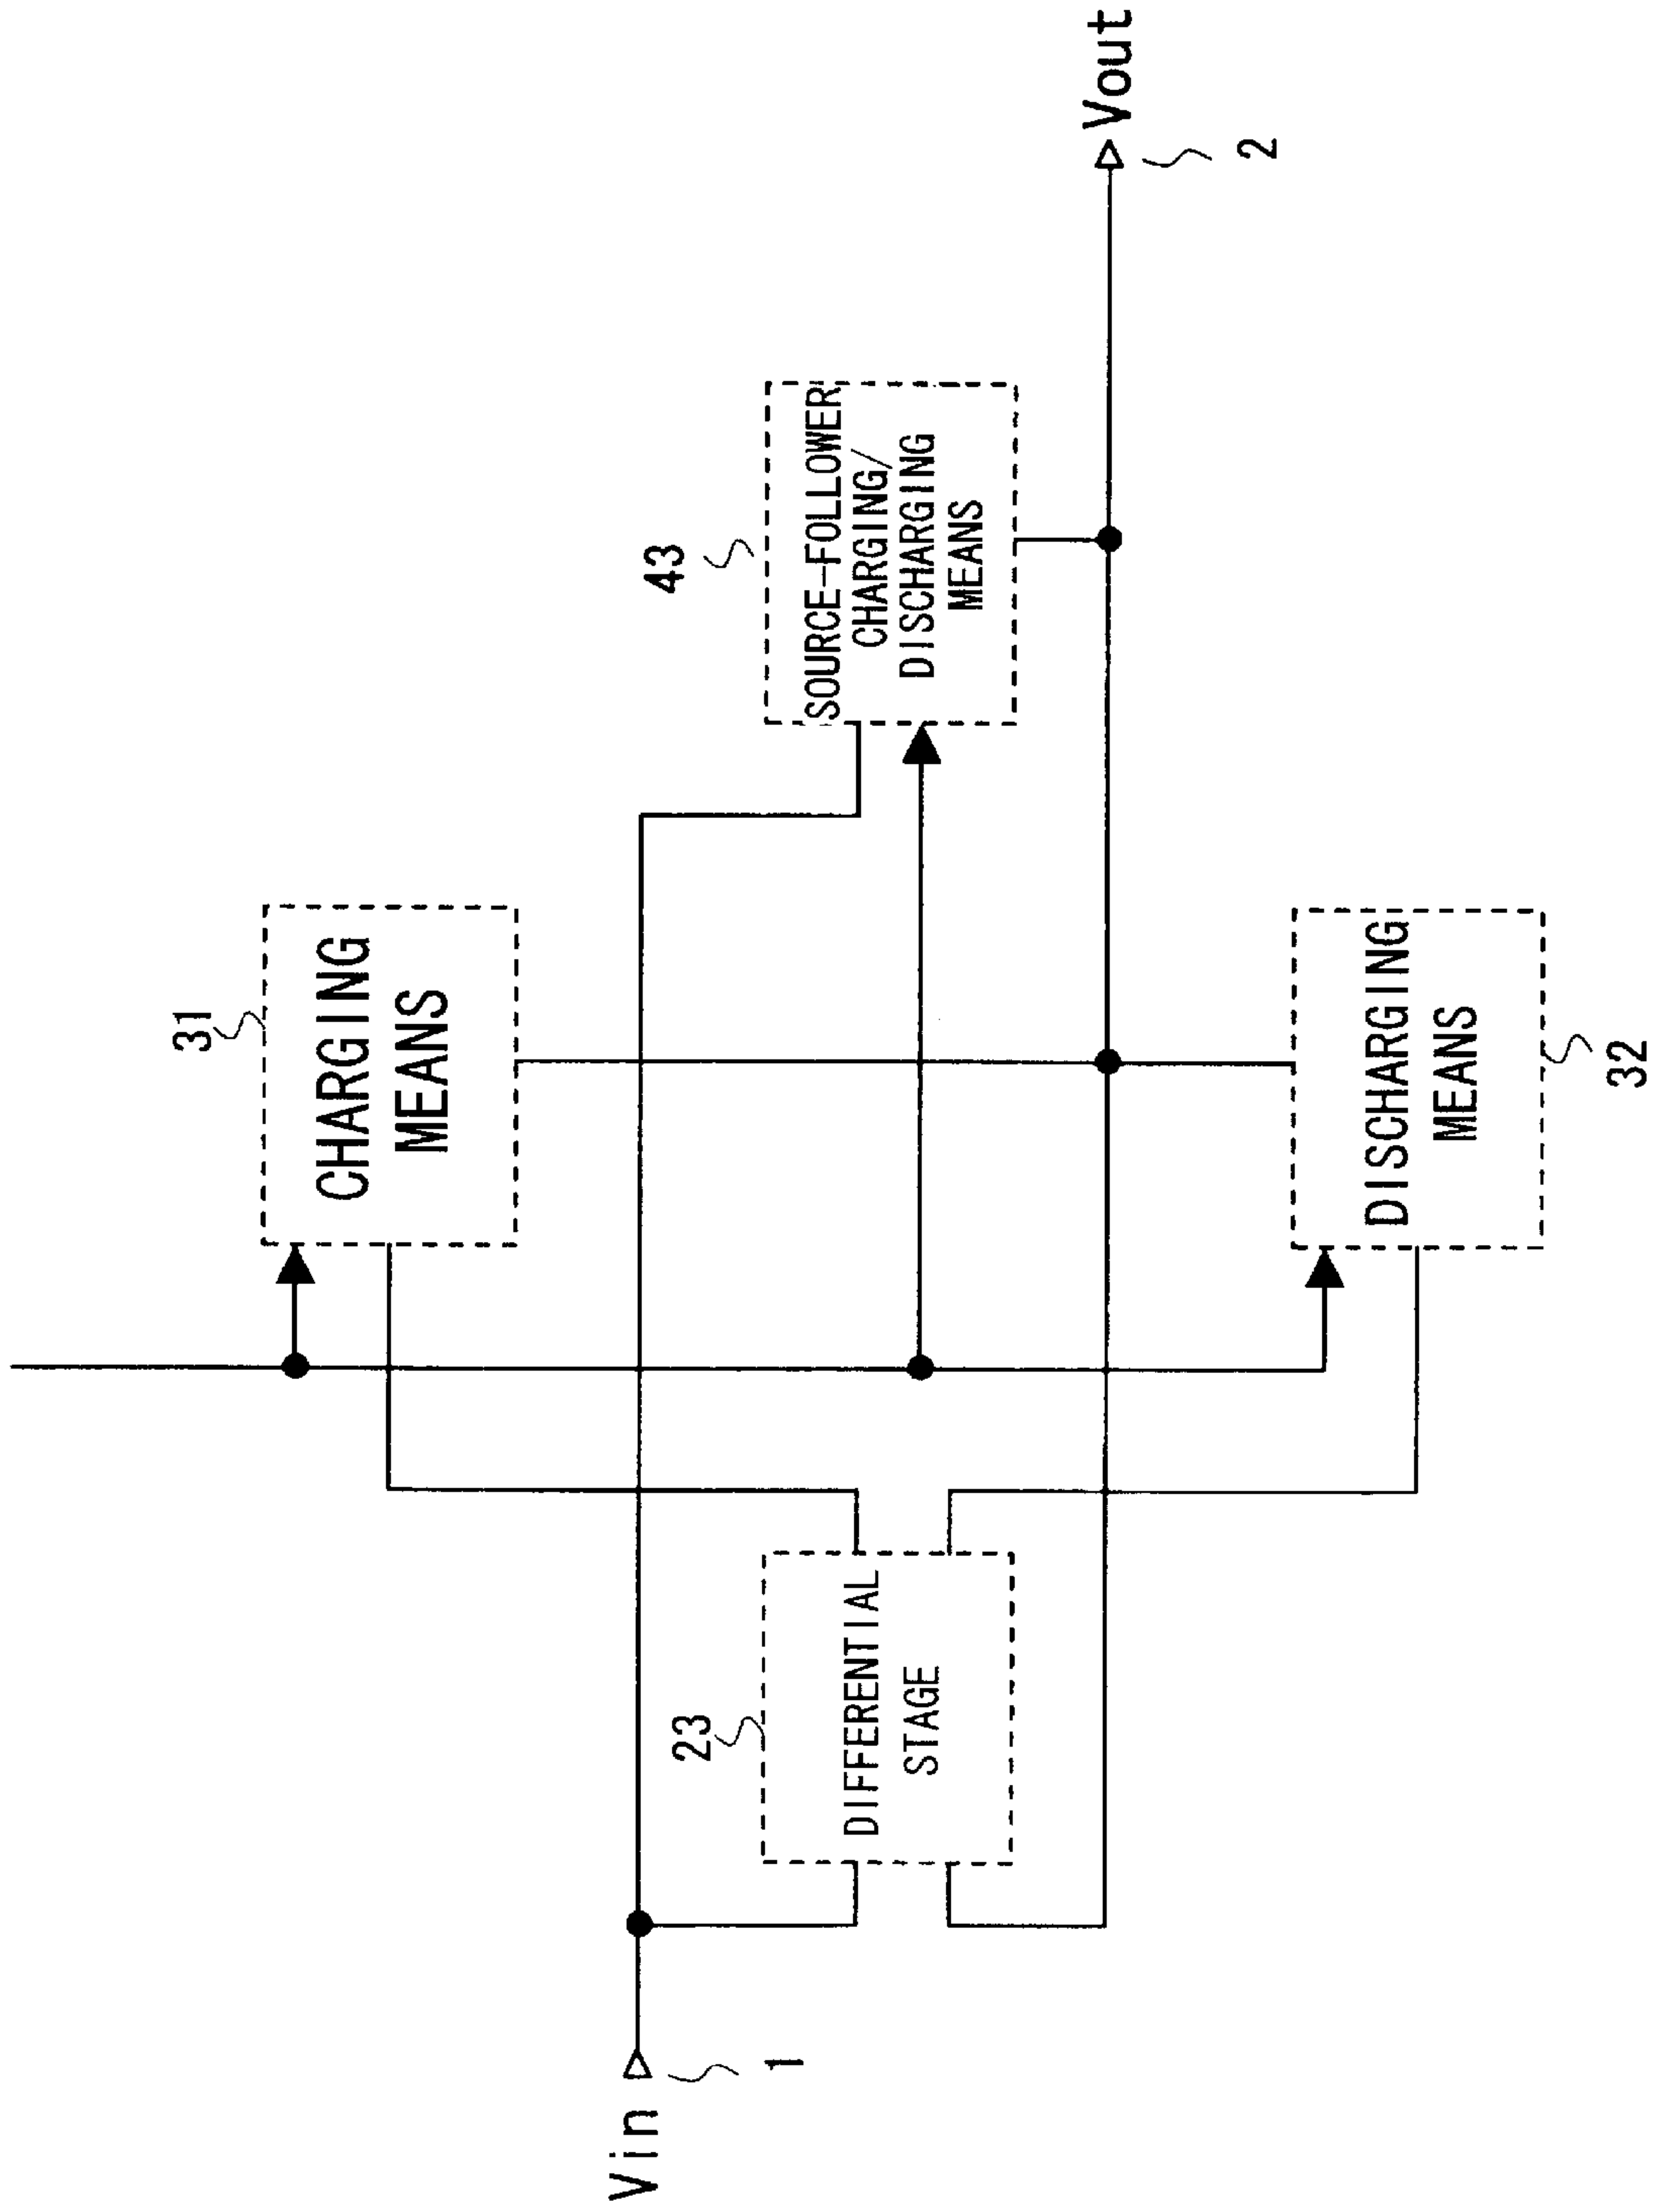 31
CHARGING
MEANS
Vin
1
23
DIFFERENTIAL
STAGE
43
SOURCE-FOLLOWER
CHARGING/
DISCHARGING
MEANS
Vout
2
DISCHARGING
MEANS
32